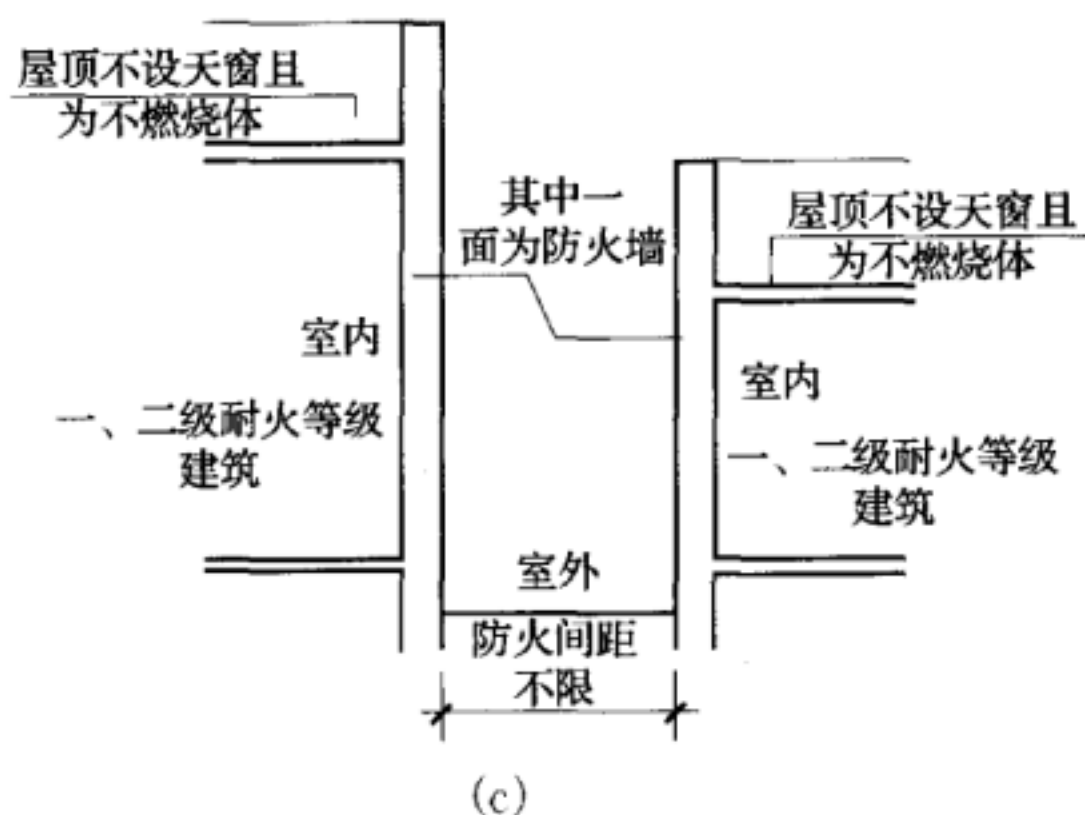 屋顶不设天窗且
为不燃烧体
其中一
面为防火墙
屋顶不设天窗且
为不燃烧体
室内
一、二级耐火等级
建筑
室内
一、二级耐火等级
建筑
室外
防火间距
不限
(c)